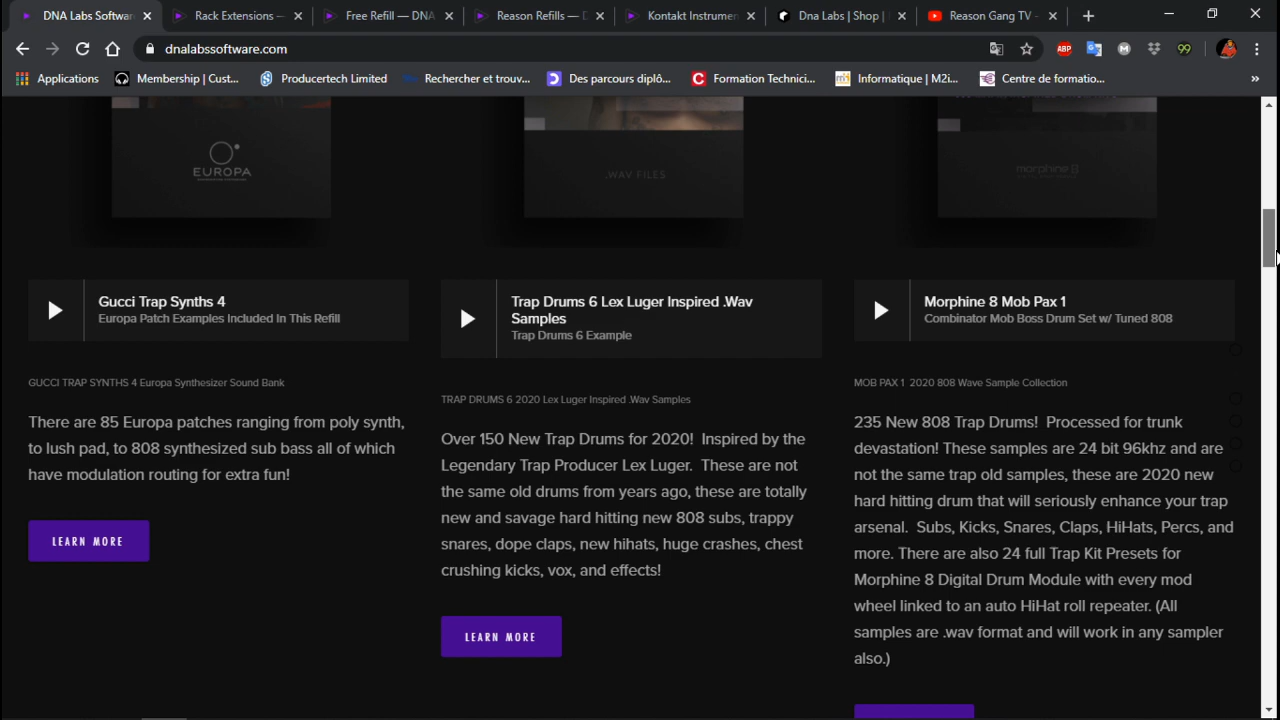 DNA Labs Softwar
Rack Extensions —
Free Refill — DNA
Reason Refills — D
Kontakt Instrumen
Dna Labs | Shop |
Reason Gang TV -
dnalabssoftware.com
ABP
99
Applications
Membership | Cust...
Producertech Limited
Rechercher et trouv...
Des parcours diplô...
Formation Technici...
Informatique | M2i...
Centre de formatio...
EUROPA
.WAV FILES
morphine 8
Gucci Trap Synths 4
Europa Patch Examples Included In This Refill
GUCCI TRAP SYNTHS 4 Europa Synthesizer Sound Bank
There are 85 Europa patches ranging from poly synth,
to lush pad, to 808 synthesized sub bass all of which
have modulation routing for extra fun!
LEARN MORE
Trap Drums 6 Lex Luger Inspired .Wav
Samples
Trap Drums 6 Example
TRAP DRUMS 6 2020 Lex Luger Inspired .Wav Samples
Over 150 New Trap Drums for 2020! Inspired by the
Legendary Trap Producer Lex Luger. These are not
the same old drums from years ago, these are totally
new and savage hard hitting new 808 subs, trappy
snares, dope claps, new hihats, huge crashes, chest
crushing kicks, vox, and effects!
LEARN MORE
Morphine 8 Mob Pax 1
Combinator Mob Boss Drum Set w/ Tuned 808
MOB PAX 1 2020 808 Wave Sample Collection
235 New 808 Trap Drums! Processed for trunk
devastation! These samples are 24 bit 96khz and are
not the same trap old samples, these are 2020 new
hard hitting drum that will seriously enhance your trap
arsenal. Subs, Kicks, Snares, Claps, HiHats, Percs, and
more. There are also 24 full Trap Kit Presets for
Morphine 8 Digital Drum Module with every mod
wheel linked to an auto HiHat roll repeater. (All
samples are .wav format and will work in any sampler
also.)